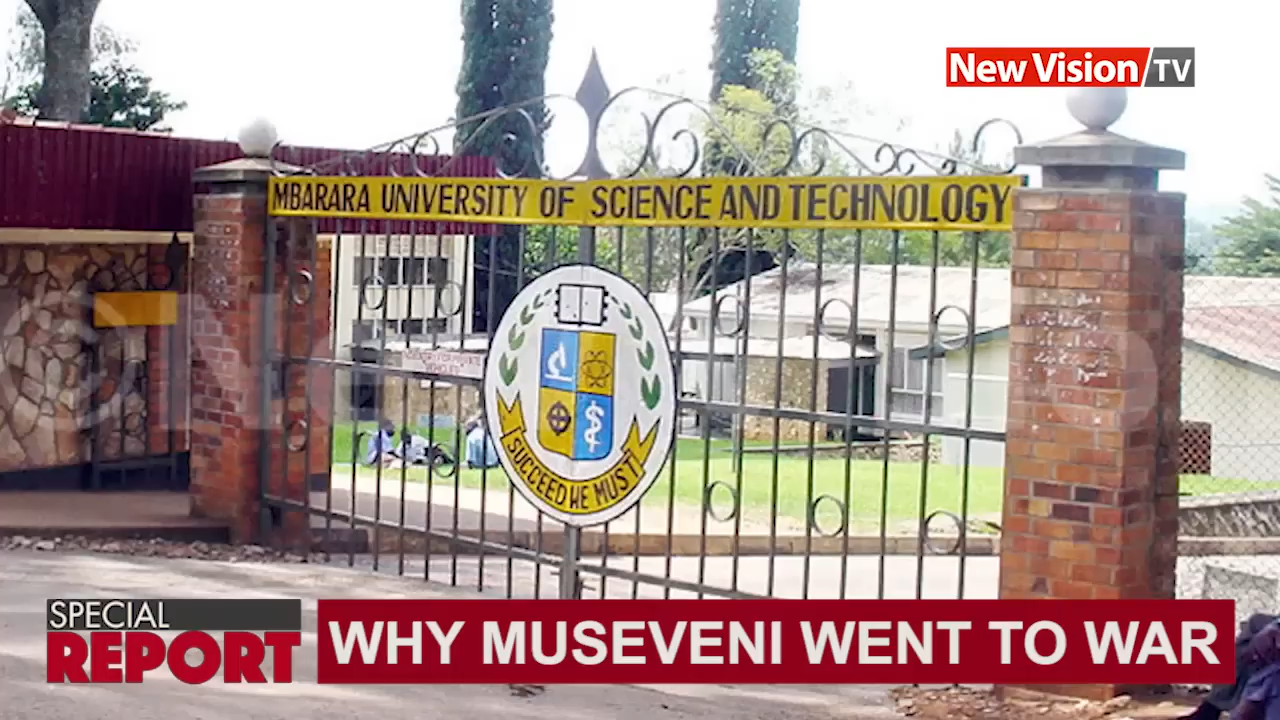 New Vision/TV
MBARARA UNIVERSITY OF SCIENCE AND TECHNOLOGY
SUCCEED WE MUST
SPECIAL
REPORT
WHY MUSEVENI WENT TO WAR